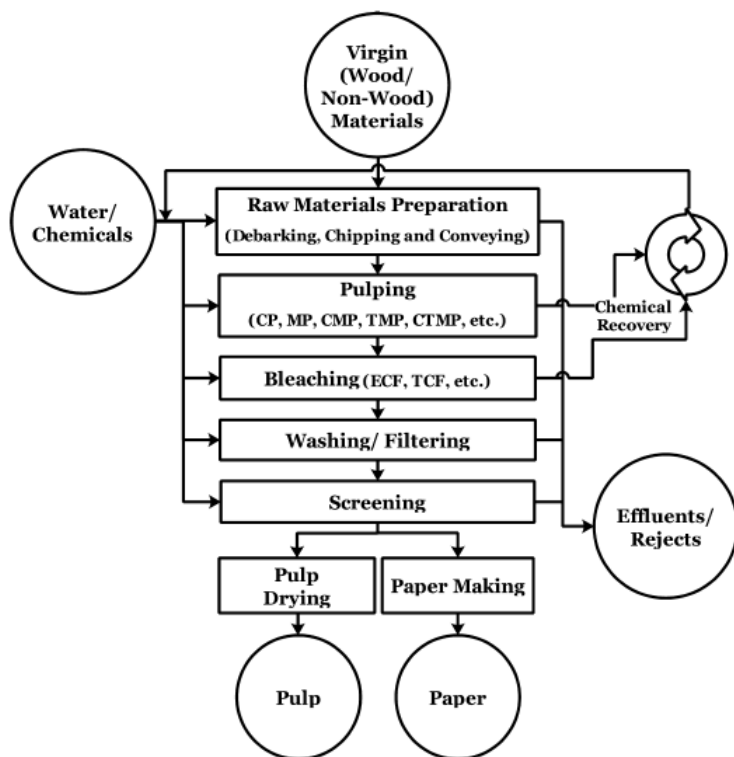 Virgin
(Wood/
Non-Wood)
Materials
Water/
Chemicals
Raw Materials Preparation
(Debarking, Chipping and Conveying)
Pulping
(CP, MP, CMP, TMP, CTMP, etc.)
Chemical
Recovery
Bleaching (ECF, TCF, etc.)
Washing/ Filtering
Screening
Effluents/
Rejects
Pulp
Drying
Paper Making
Pulp
Paper